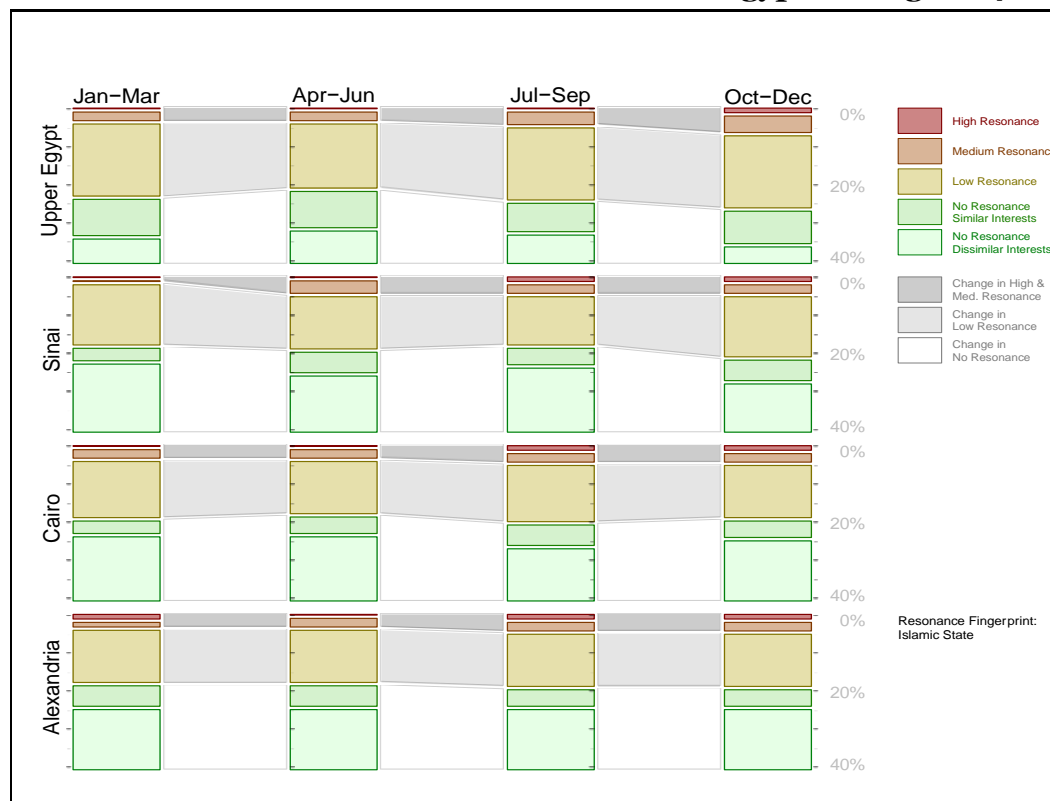 Jan−Mar
Apr−Jun
Jul−Sep
Oct−Dec
Upper Egypt
0%
20%
40%
Sinai
0%
20%
40%
Cairo
0%
20%
40%
Alexandria
0%
20%
40%
High Resonance
Medium Resonance
Low Resonance
No Resonance
Similar Interests
No Resonance
Dissimilar Interests
Change in High &
Med. Resonance
Change in
Low Resonance
Change in
No Resonance
Resonance Fingerprint:
Islamic State